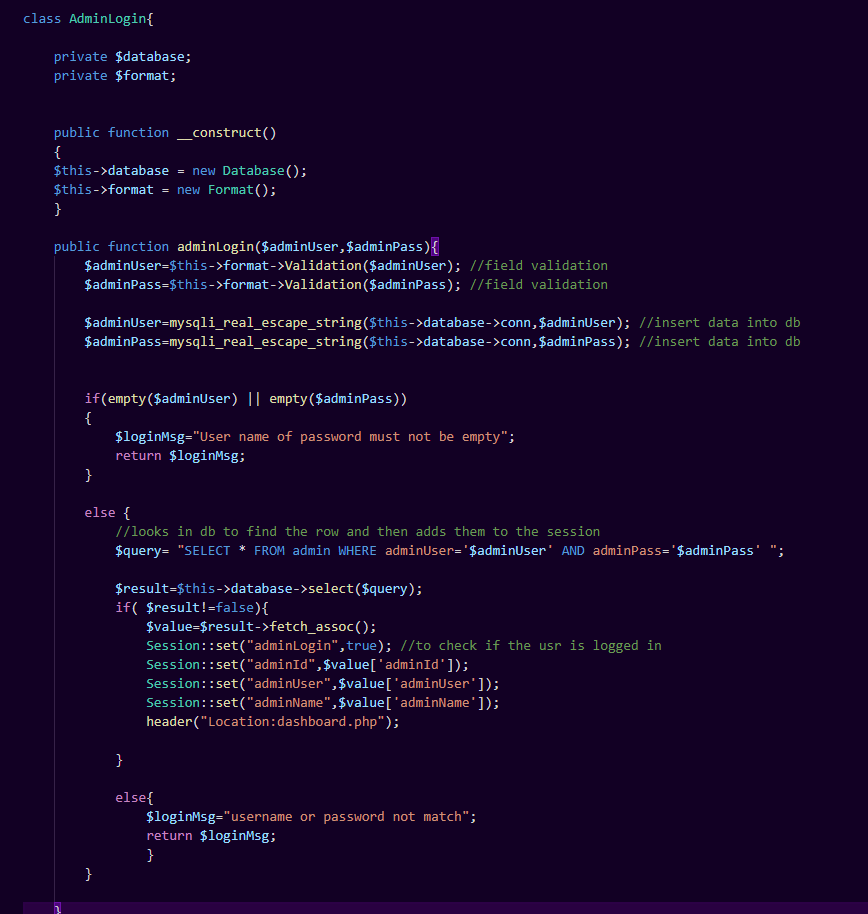 class AdminLogin{
private $database;
private $format;
public function __construct()
{
$this->database = new Database();
$this->format = new Format();
}
public function adminLogin($adminUser,$adminPass){
$adminUser=$this->format->Validation($adminUser); //field validation
$adminPass=$this->format->Validation($adminPass); //field validation
$adminUser=mysqli_real_escape_string($this->database->conn,$adminUser); //insert data into db
$adminPass=mysqli_real_escape_string($this->database->conn,$adminPass); //insert data into db
if(empty($adminUser) || empty($adminPass))
{
$loginMsg="User name of password must not be empty";
return $loginMsg;
}
else {
//looks in db to find the row and then adds them to the session
$query= "SELECT * FROM admin WHERE adminUser='$adminUser' AND adminPass='$adminPass' ";
$result=$this->database->select($query);
if( $result!=false){
$value=$result->fetch_assoc();
Session::set("adminLogin",true); //to check if the usr is logged in
Session::set("adminId",$value['adminId']);
Session::set("adminUser",$value['adminUser']);
Session::set("adminName",$value['adminName']);
header("Location:dashboard.php");
}
else{
$loginMsg="username or password not match";
return $loginMsg;
}
}
}